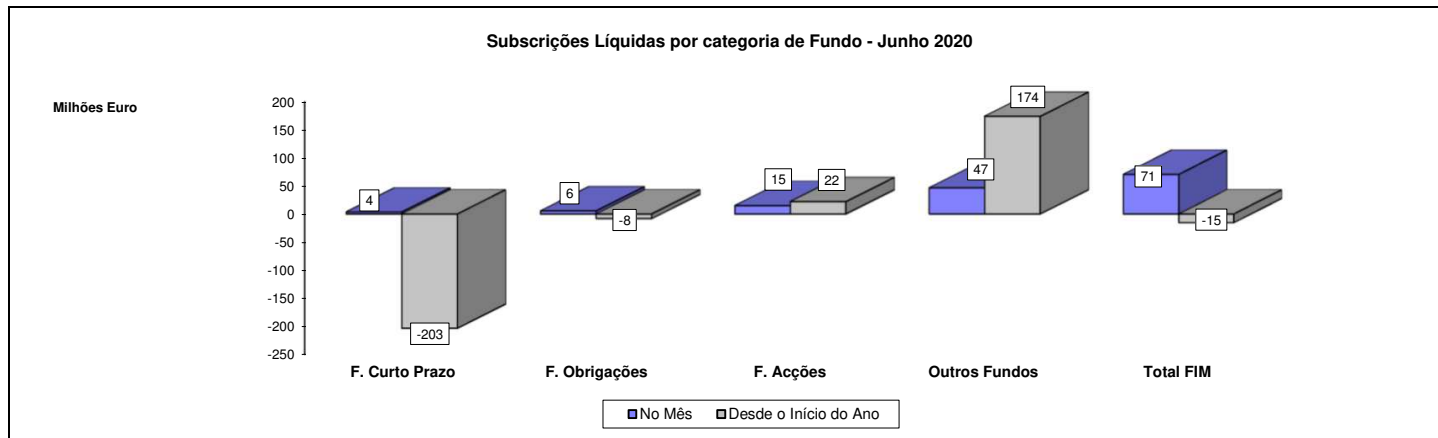 Subscrições Líquidas por categoria de Fundo - Junho 2020
Milhões Euro
200
150
100
50
0
-50
-100
-150
-200
-250
4
-203
6
-8
15
22
47
174
71
-15
F. Curto Prazo
F. Obrigações
F. Acções
Outros Fundos
Total FIM
No Mês
Desde o Início do Ano